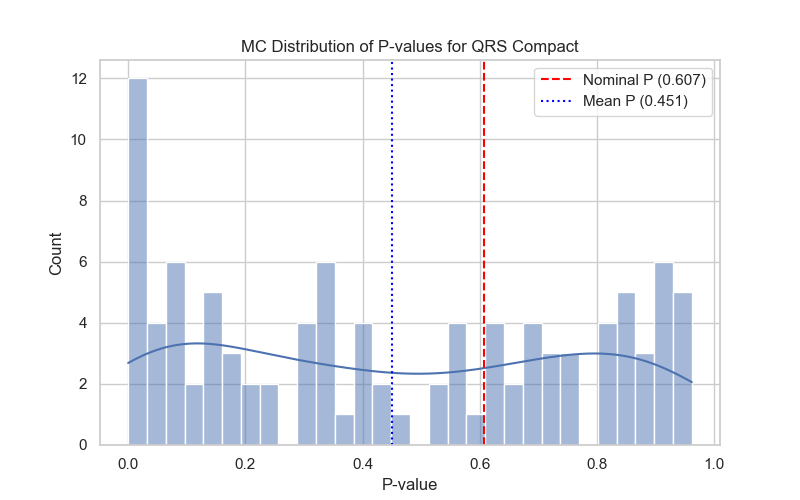 MC Distribution of P-values for QRS Compact
Nominal P (0.607)
Mean P (0.451)
Count
12
10
8
6
4
2
0
0.0 0.2 0.4 0.6 0.8 1.0
P-value